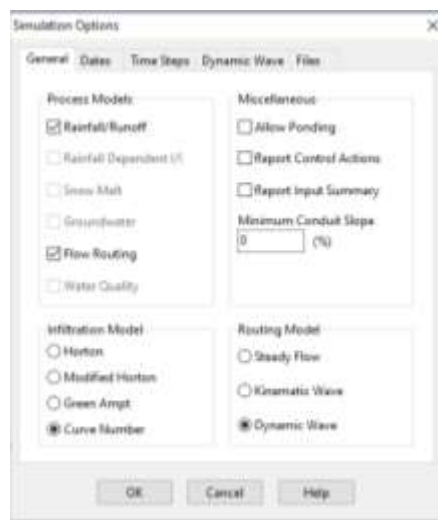 Simulation Options
General Dates Time Steps Dynamic Wave Files
Process Models
Rainfall/Runoff
Rainfall Dependent I/I
Snow Melt
Groundwater
Flow Routing
Water Quality
Miscellaneous
Allow Ponding
Report Control Actions
Report Input Summary
Minimum Conduit Slope
0 (%)
Infiltration Model
Horton
Modified Horton
Green Ampt
Curve Number
Routing Model
Steady Flow
Kinematic Wave
Dynamic Wave
OK Cancel Help